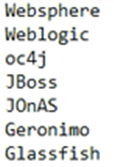 Websphere
Weblogic
oc4j
JBoss
JOnAS
Geronimo
Glassfish